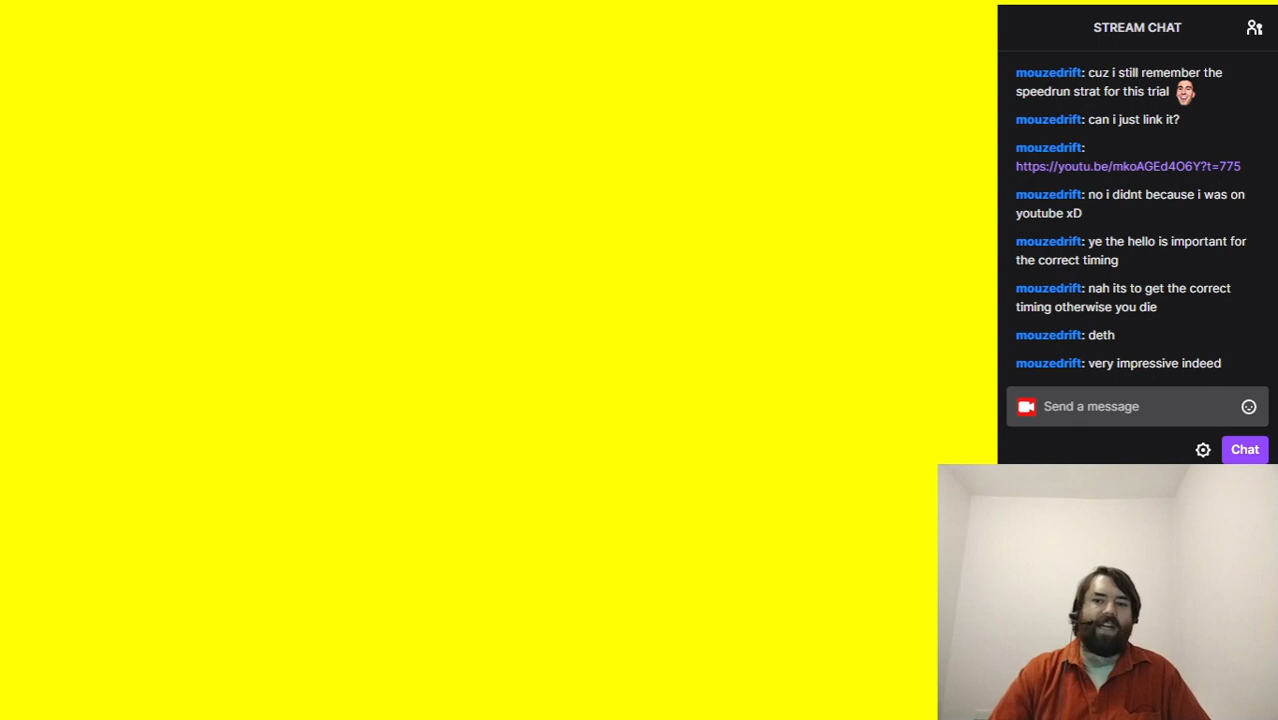 STREAM CHAT
mouzedrift: cuz i still remember the
speedrun strat for this trial
mouzedrift: can i just link it?
mouzedrift:
https://youtu.be/mkoAGEd4O6Y?t=775
mouzedrift: no i didnt because i was on
youtube xD
mouzedrift: ye the hello is important for
the correct timing
mouzedrift: nah its to get the correct
timing otherwise you die
mouzedrift: deth
mouzedrift: very impressive indeed
Send a message
Chat